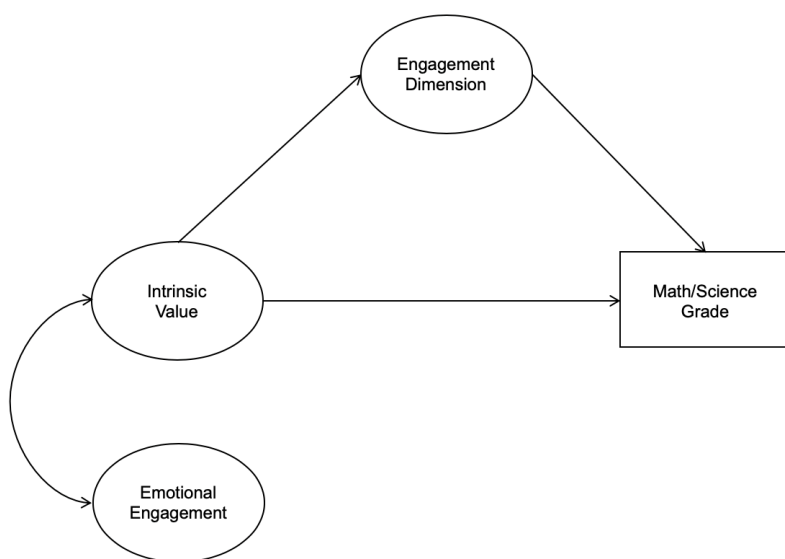 Engagement
Dimension
Intrinsic
Value
Math/Science
Grade
Emotional
Engagement